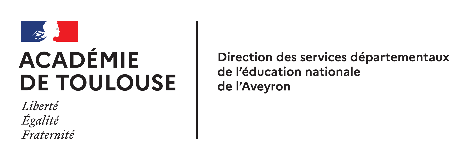 ACADÉMIE
DE TOULOUSE
Liberté
Égalité
Fraternité
Direction des services départementaux
de l'éducation nationale
de l'Aveyron